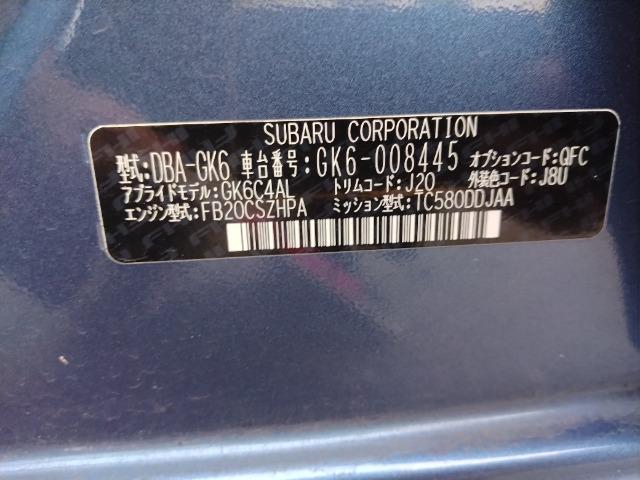 SUBARU CORPORATION
型式:DBA-GK6 車台番号:GK6-008445 オプションコード:QFC
アプライドモデル:GK6C4AL トリムコード:J20 外装色コード:J8U
エンジン型式:FB20CSZHPA ミッション型式:TC580DDJAA